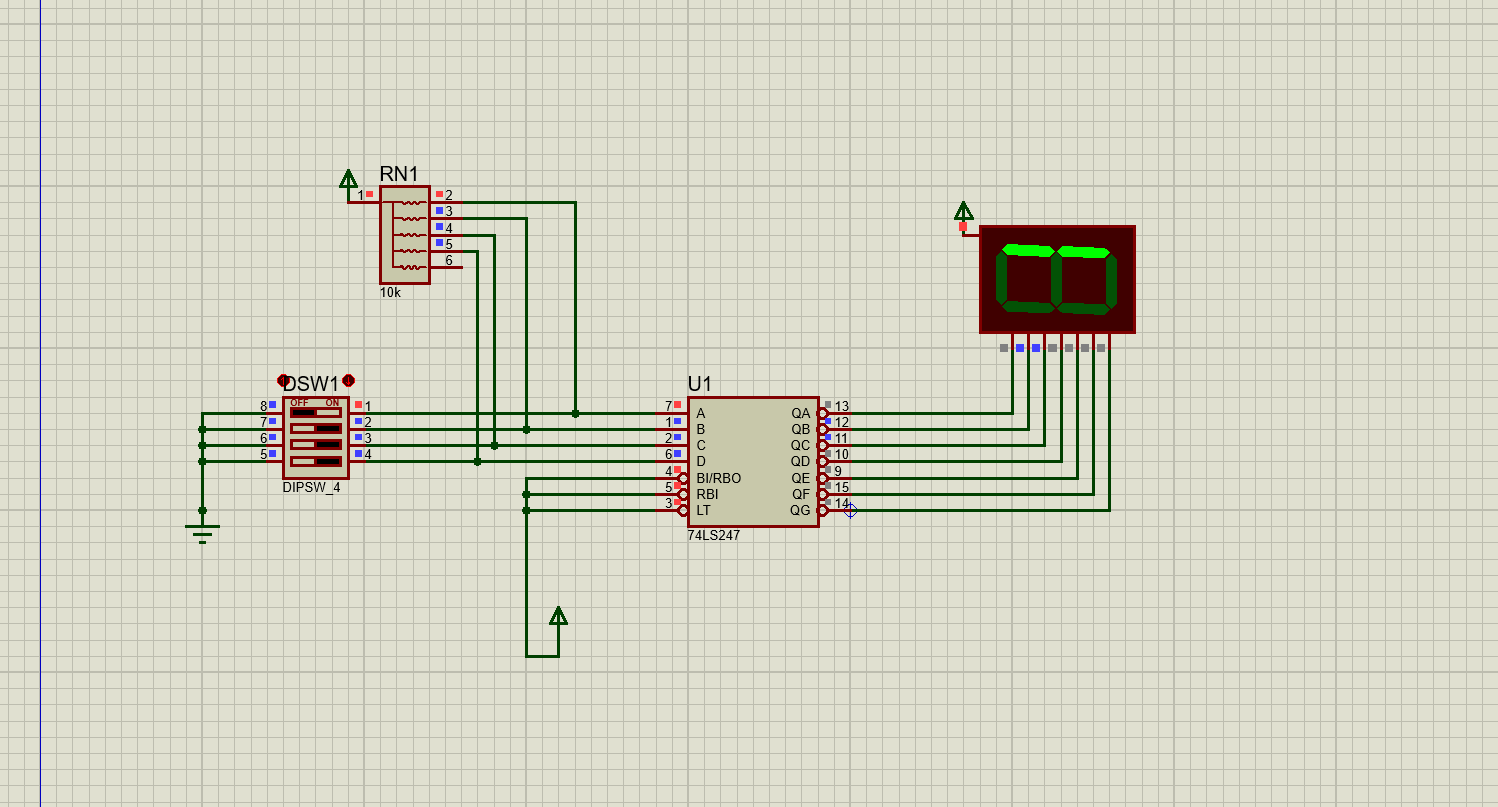 RN1
1
2
3
4
5
6
10k
DSW1
OFF ON
8 1
7 2
6 3
5 4
DIPSW_4
U1
7 A QA 13
1 B QB 12
2 C QC 11
6 D QD 10
4 BI/RBO QE 9
5 RBI QF 15
3 LT QG 14
74LS247